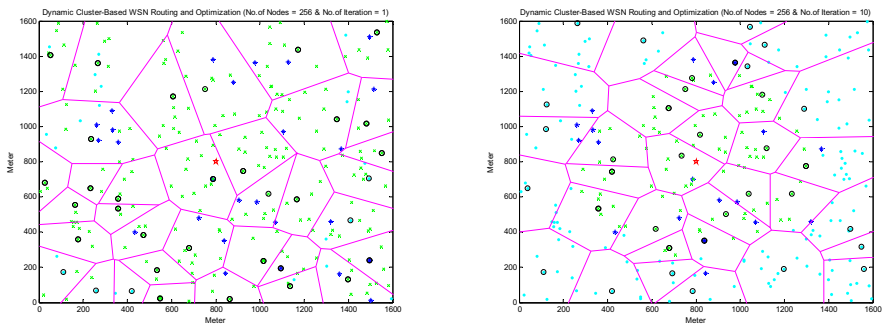 Dynamic Cluster-Based WSN Routing and Optimization (No.of Nodes = 256 & No.of Iteration = 1)
1600
1400
1200
1000
800
600
400
200
0
Meter
0 200 400 600 800 1000 1200 1400 1600
Meter
Dynamic Cluster-Based WSN Routing and Optimization (No.of Nodes = 256 & No.of Iteration = 10)
1600
1400
1200
1000
800
600
400
200
0
Meter
0 200 400 600 800 1000 1200 1400 1600
Meter